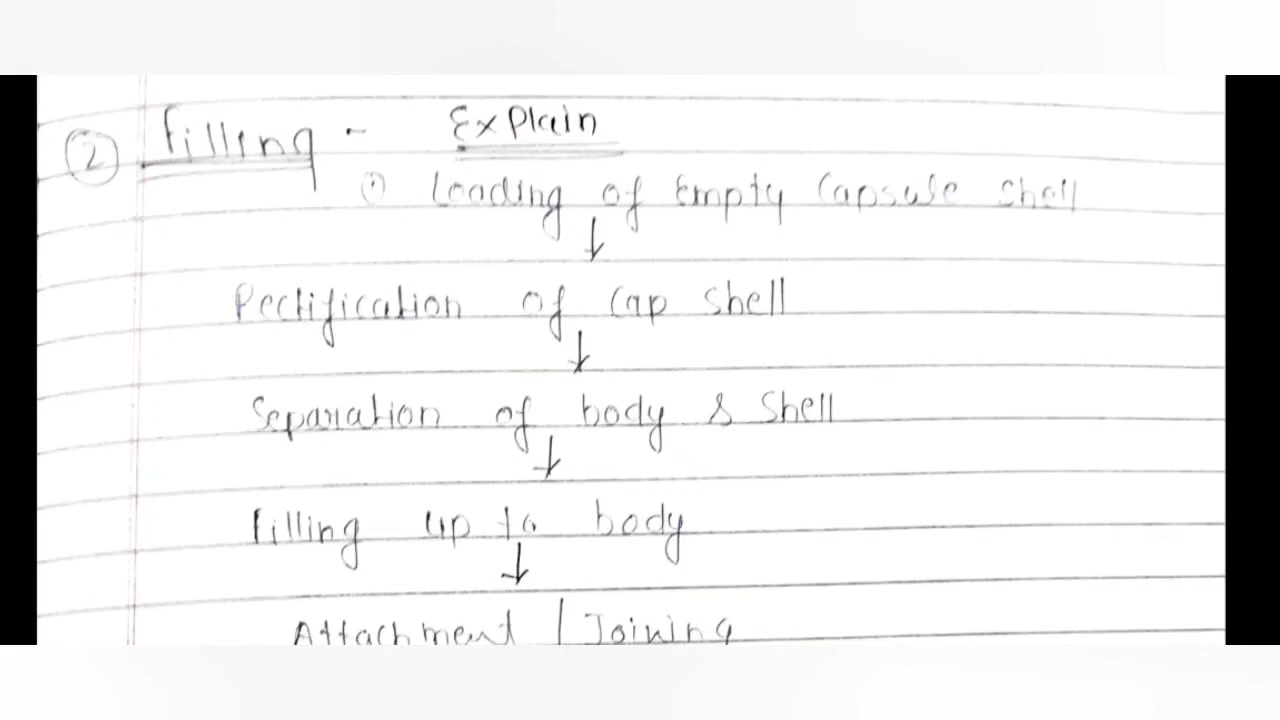 ② Filling - Explain
① Loading of Empty Capsule Shell
↓
Rectification of Cap shell
↓
Separation of body & Shell
↓
Filling up to body
↓
Attachment / Joining